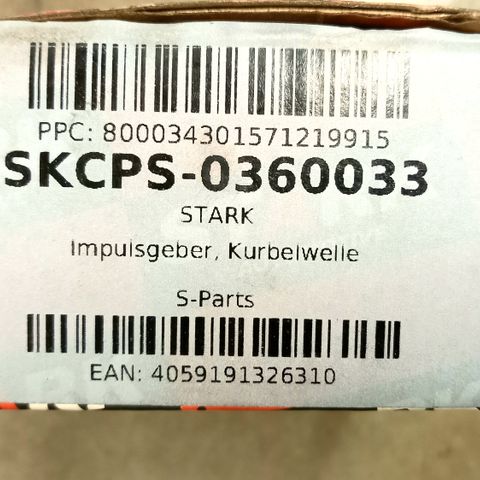 PPC: 800034301571219915
SKCPS-0360033
STARK
Impulsgeber, Kurbelwelle
S-Parts
EAN: 4059191326310